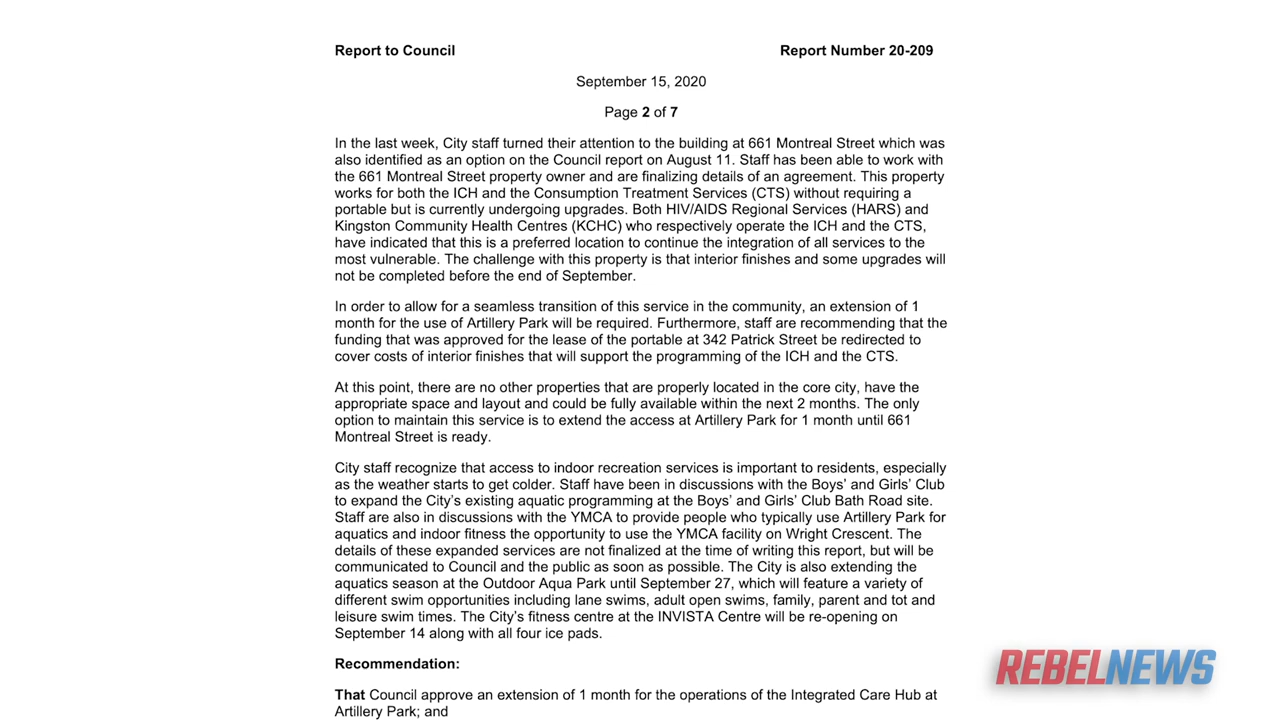 Report to Council Report Number 20-209
September 15, 2020
Page 2 of 7
In the last week, City staff turned their attention to the building at 661 Montreal Street which was
also identified as an option on the Council report on August 11. Staff has been able to work with
the 661 Montreal Street property owner and are finalizing details of an agreement. This property
works for both the ICH and the Consumption Treatment Services (CTS) without requiring a
portable but is currently undergoing upgrades. Both HIV/AIDS Regional Services (HARS) and
Kingston Community Health Centres (KCHC) who respectively operate the ICH and the CTS,
have indicated that this is a preferred location to continue the integration of all services to the
most vulnerable. The challenge with this property is that interior finishes and some upgrades will
not be completed before the end of September.
In order to allow for a seamless transition of this service in the community, an extension of 1
month for the use of Artillery Park will be required. Furthermore, staff are recommending that the
funding that was approved for the lease of the portable at 342 Patrick Street be redirected to
cover costs of interior finishes that will support the programming of the ICH and the CTS.
At this point, there are no other properties that are properly located in the core city, have the
appropriate space and layout and could be fully available within the next 2 months. The only
option to maintain this service is to extend the access at Artillery Park for 1 month until 661
Montreal Street is ready.
City staff recognize that access to indoor recreation services is important to residents, especially
as the weather starts to get colder. Staff have been in discussions with the Boys' and Girls' Club
to expand the City's existing aquatic programming at the Boys' and Girls' Club Bath Road site.
Staff are also in discussions with the YMCA to provide people who typically use Artillery Park for
aquatics and indoor fitness the opportunity to use the YMCA facility on Wright Crescent. The
details of these expanded services are not finalized at the time of writing this report, but will be
communicated to Council and the public as soon as possible. The City is also extending the
aquatics season at the Outdoor Aqua Park until September 27, which will feature a variety of
different swim opportunities including lane swims, adult open swims, family, parent and tot and
leisure swim times. The City's fitness centre at the INVISTA Centre will be re-opening on
September 14 along with all four ice pads.
Recommendation:
That Council approve an extension of 1 month for the operations of the Integrated Care Hub at
Artillery Park; and
REBELNEWS